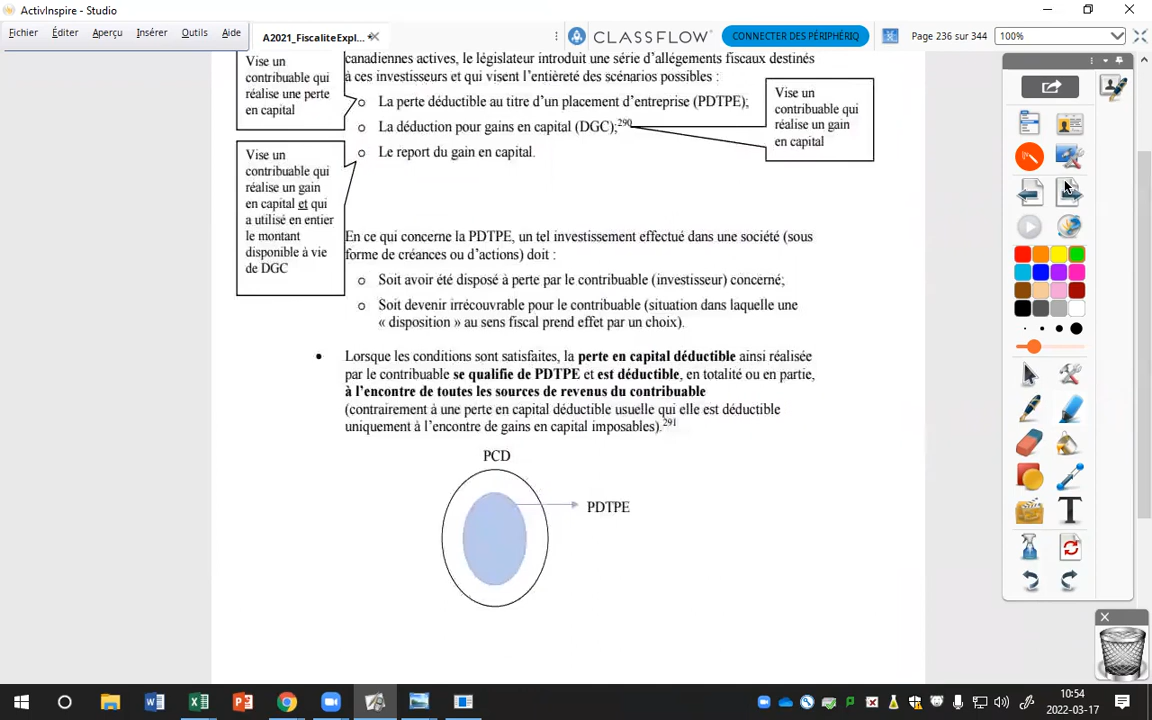 ActivInspire - Studio
Fichier Éditer Aperçu Insérer Outils Aide
A2021_FiscaliteExpl...
CLASSFLOW™
CONNECTER DES PÉRIPHÉRIQ
Page 236 sur 344
100%
canadiennes actives, le législateur introduit une série d'allégements fiscaux destinés
à ces investisseurs et qui visent l'entièreté des scénarios possibles :
Vise un
contribuable qui
réalise une perte
en capital
o La perte déductible au titre d'un placement d'entreprise (PDTPE);
o La déduction pour gains en capital (DGC);290
o Le report du gain en capital.
Vise un
contribuable qui
réalise un gain
en capital
Vise un
contribuable qui
réalise un gain
en capital et qui
a utilisé en entier
le montant
disponible à vie
de DGC
En ce qui concerne la PDTPE, un tel investissement effectué dans une société (sous
forme de créances ou d'actions) doit :
o Soit avoir été disposé à perte par le contribuable (investisseur) concerné;
o Soit devenir irrécouvrable pour le contribuable (situation dans laquelle une
« disposition » au sens fiscal prend effet par un choix).
• Lorsque les conditions sont satisfaites, la perte en capital déductible ainsi réalisée
par le contribuable se qualifie de PDTPE et est déductible, en totalité ou en partie,
à l'encontre de toutes les sources de revenus du contribuable
(contrairement à une perte en capital déductible usuelle qui elle est déductible
uniquement à l'encontre de gains en capital imposables).291
PCD
PDTPE
10:54
2022-03-17